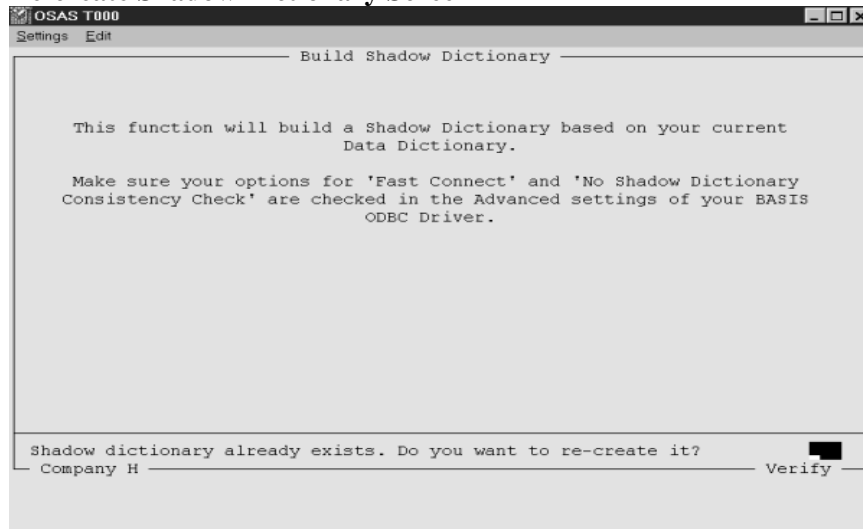 OSAS T000
Settings Edit
Build Shadow Dictionary
This function will build a Shadow Dictionary based on your current
Data Dictionary.
Make sure your options for 'Fast Connect' and 'No Shadow Dictionary
Consistency Check' are checked in the Advanced settings of your BASIS
ODBC Driver.
Shadow dictionary already exists. Do you want to re-create it?
Company H Verify